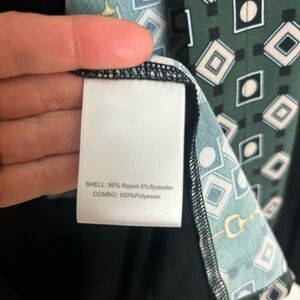 SHELL: 95% Rayon 5%Spandex
COMBO: 100%Polyester